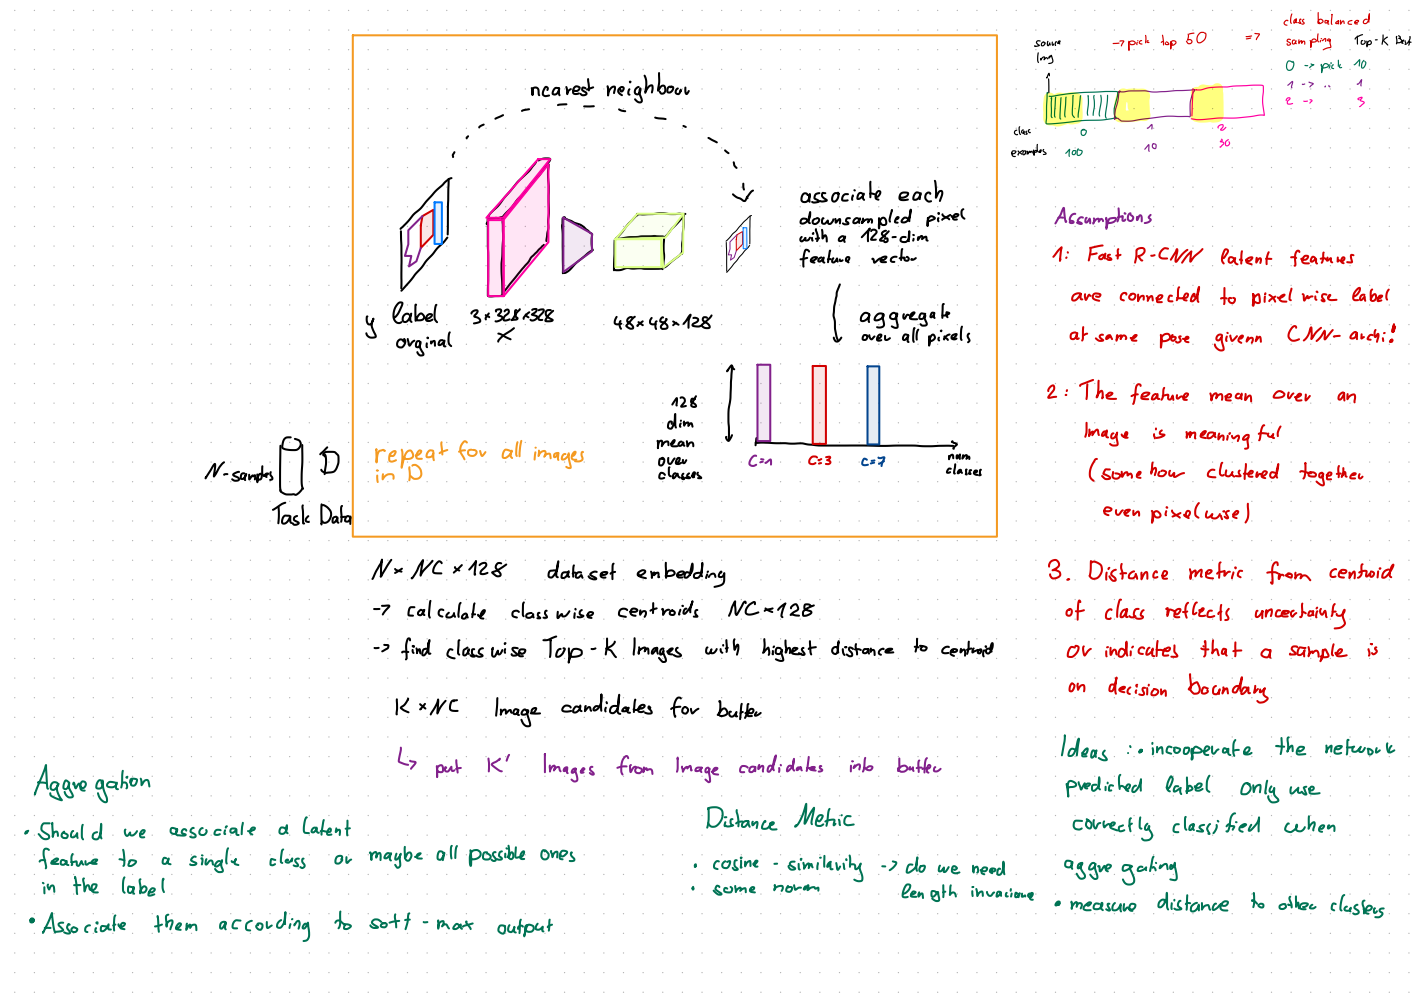 nearest neighbour
associate each
downsampled pixel
with a 128-dim
feature vector
y label
orginal
3×328×328
X
48×48×128
aggregate
over all pixels
128
dim
mean
over
classes
C=1
C=3
C=7
num
classes
N-samples
D
Task Data
repeat for all images
in D
N × NC × 128 dataset embedding
-> calculate classwise centroids NC×128
-> find classwise Top-K Images with highest distance to centroid
K × NC Image candidates for buffer
↳ put K' Images from Image candidates into buffer
Aggregation
• Should we associate a latent
feature to a single class or maybe all possible ones
in the label
• Associate them according to soft-max output
Distance Metric
• cosine - similarity -> do we need
length invariance
• some norm
->pick top 50 =>
class balanced
sampling Top-K
0 -> pick 10
1 -> .. 1
2 -> 3
class 0 1 2
examples 100 10 30
Assumptions
1: Fast R-CNN latent features
are connected to pixel wise label
at same pose givenn CNN-archi!
2: The feature mean over an
Image is meaningful
(some how clustered together
even pixel wise)
3. Distance metric from centroid
of class reflects uncertainty
or indicates that a sample is
on decision boundary
Ideas : • incooperate the network
predicted label only use
correctly classified when
aggregating
• measure distance to other clusters